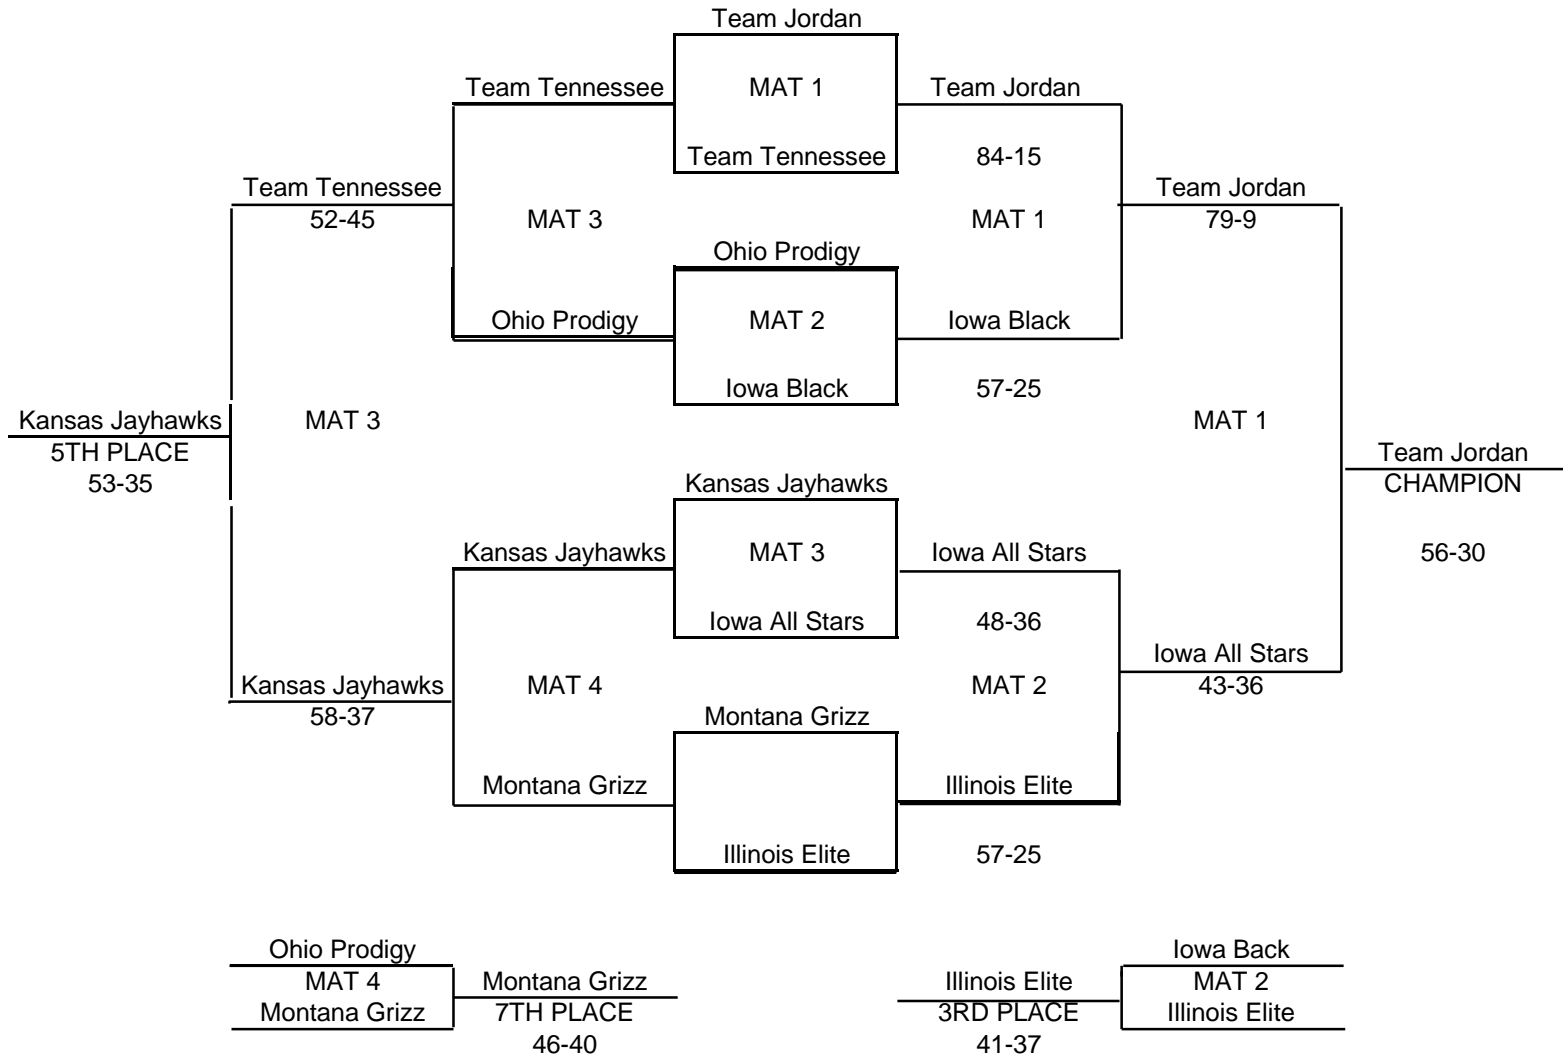 Team Jordan
Team Tennessee MAT 1 Team Jordan
Team Tennessee 84-15
Team Tennessee Team Jordan
52-45 MAT 3 MAT 1 79-9
Ohio Prodigy
Ohio Prodigy MAT 2 Iowa Black
Iowa Black 57-25
Kansas Jayhawks MAT 3 MAT 1
5TH PLACE Team Jordan
53-35 Kansas Jayhawks CHAMPION
Kansas Jayhawks MAT 3 Iowa All Stars 56-30
Iowa All Stars 48-36
Iowa All Stars
Kansas Jayhawks MAT 4 MAT 2 43-36
58-37 Montana Grizz
Montana Grizz Illinois Elite
Illinois Elite 57-25
Ohio Prodigy Iowa Back
MAT 4 Montana Grizz Illinois Elite MAT 2
Montana Grizz 7TH PLACE 3RD PLACE Illinois Elite
46-40 41-37